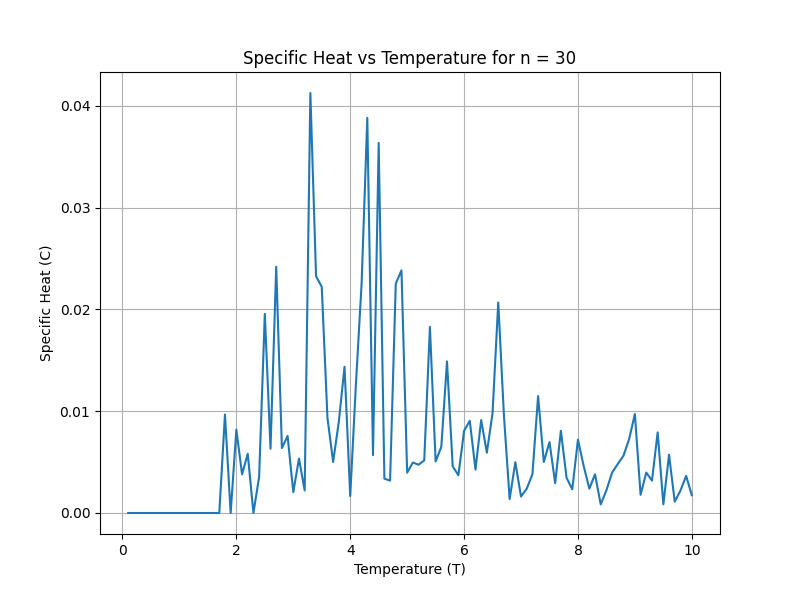 Specific Heat vs Temperature for n = 30
Specific Heat (C)
0.04
0.03
0.02
0.01
0.00
0 2 4 6 8 10
Temperature (T)